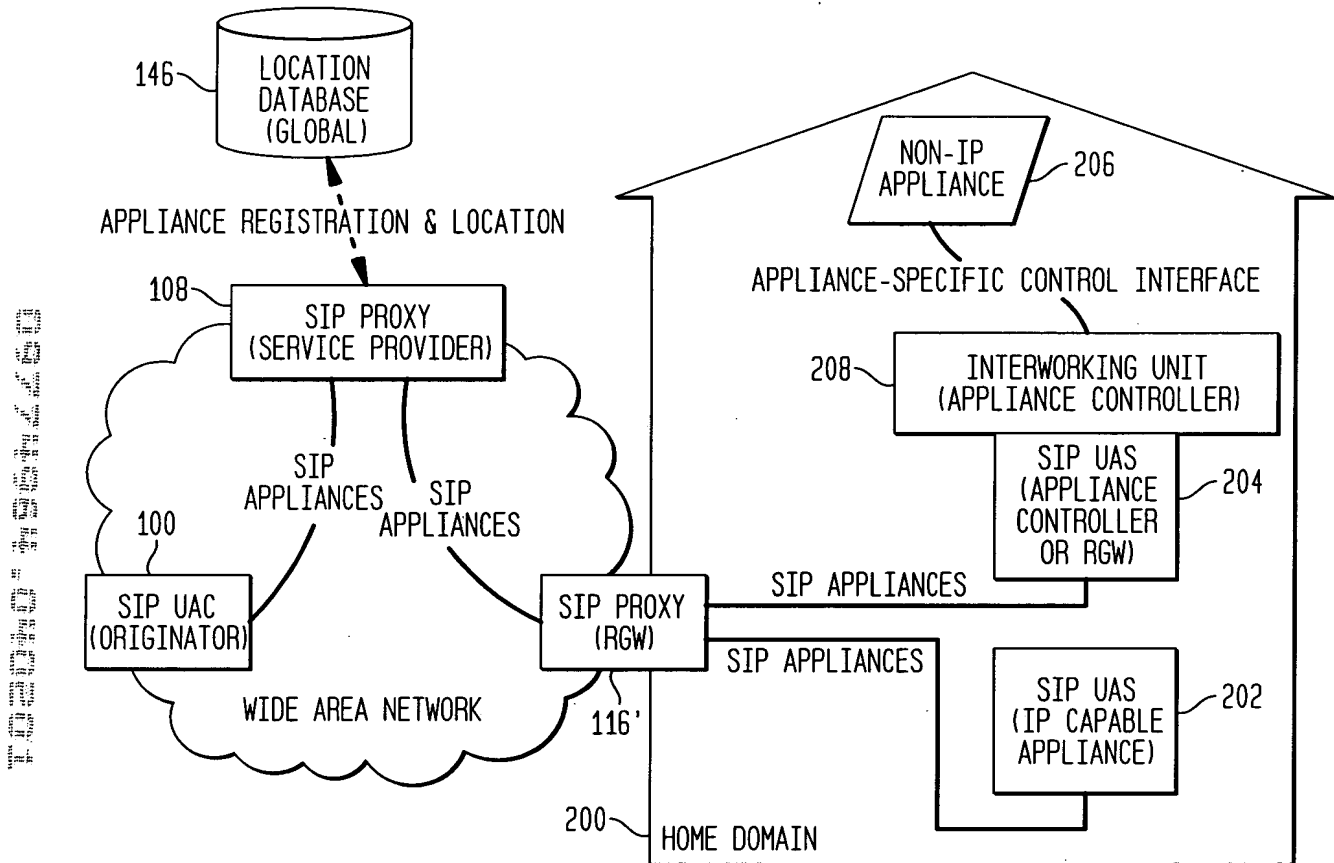 146
LOCATION
DATABASE
(GLOBAL)
APPLIANCE REGISTRATION & LOCATION
108
SIP PROXY
(SERVICE PROVIDER)
SIP
APPLIANCES
SIP
APPLIANCES
100
SIP UAC
(ORIGINATOR)
SIP PROXY
(RGW)
116'
WIDE AREA NETWORK
NON-IP
APPLIANCE
206
APPLIANCE-SPECIFIC CONTROL INTERFACE
208
INTERWORKING UNIT
(APPLIANCE CONTROLLER)
SIP UAS
(APPLIANCE
CONTROLLER
OR RGW)
204
SIP APPLIANCES
SIP APPLIANCES
SIP UAS
(IP CAPABLE
APPLIANCE)
202
200
HOME DOMAIN